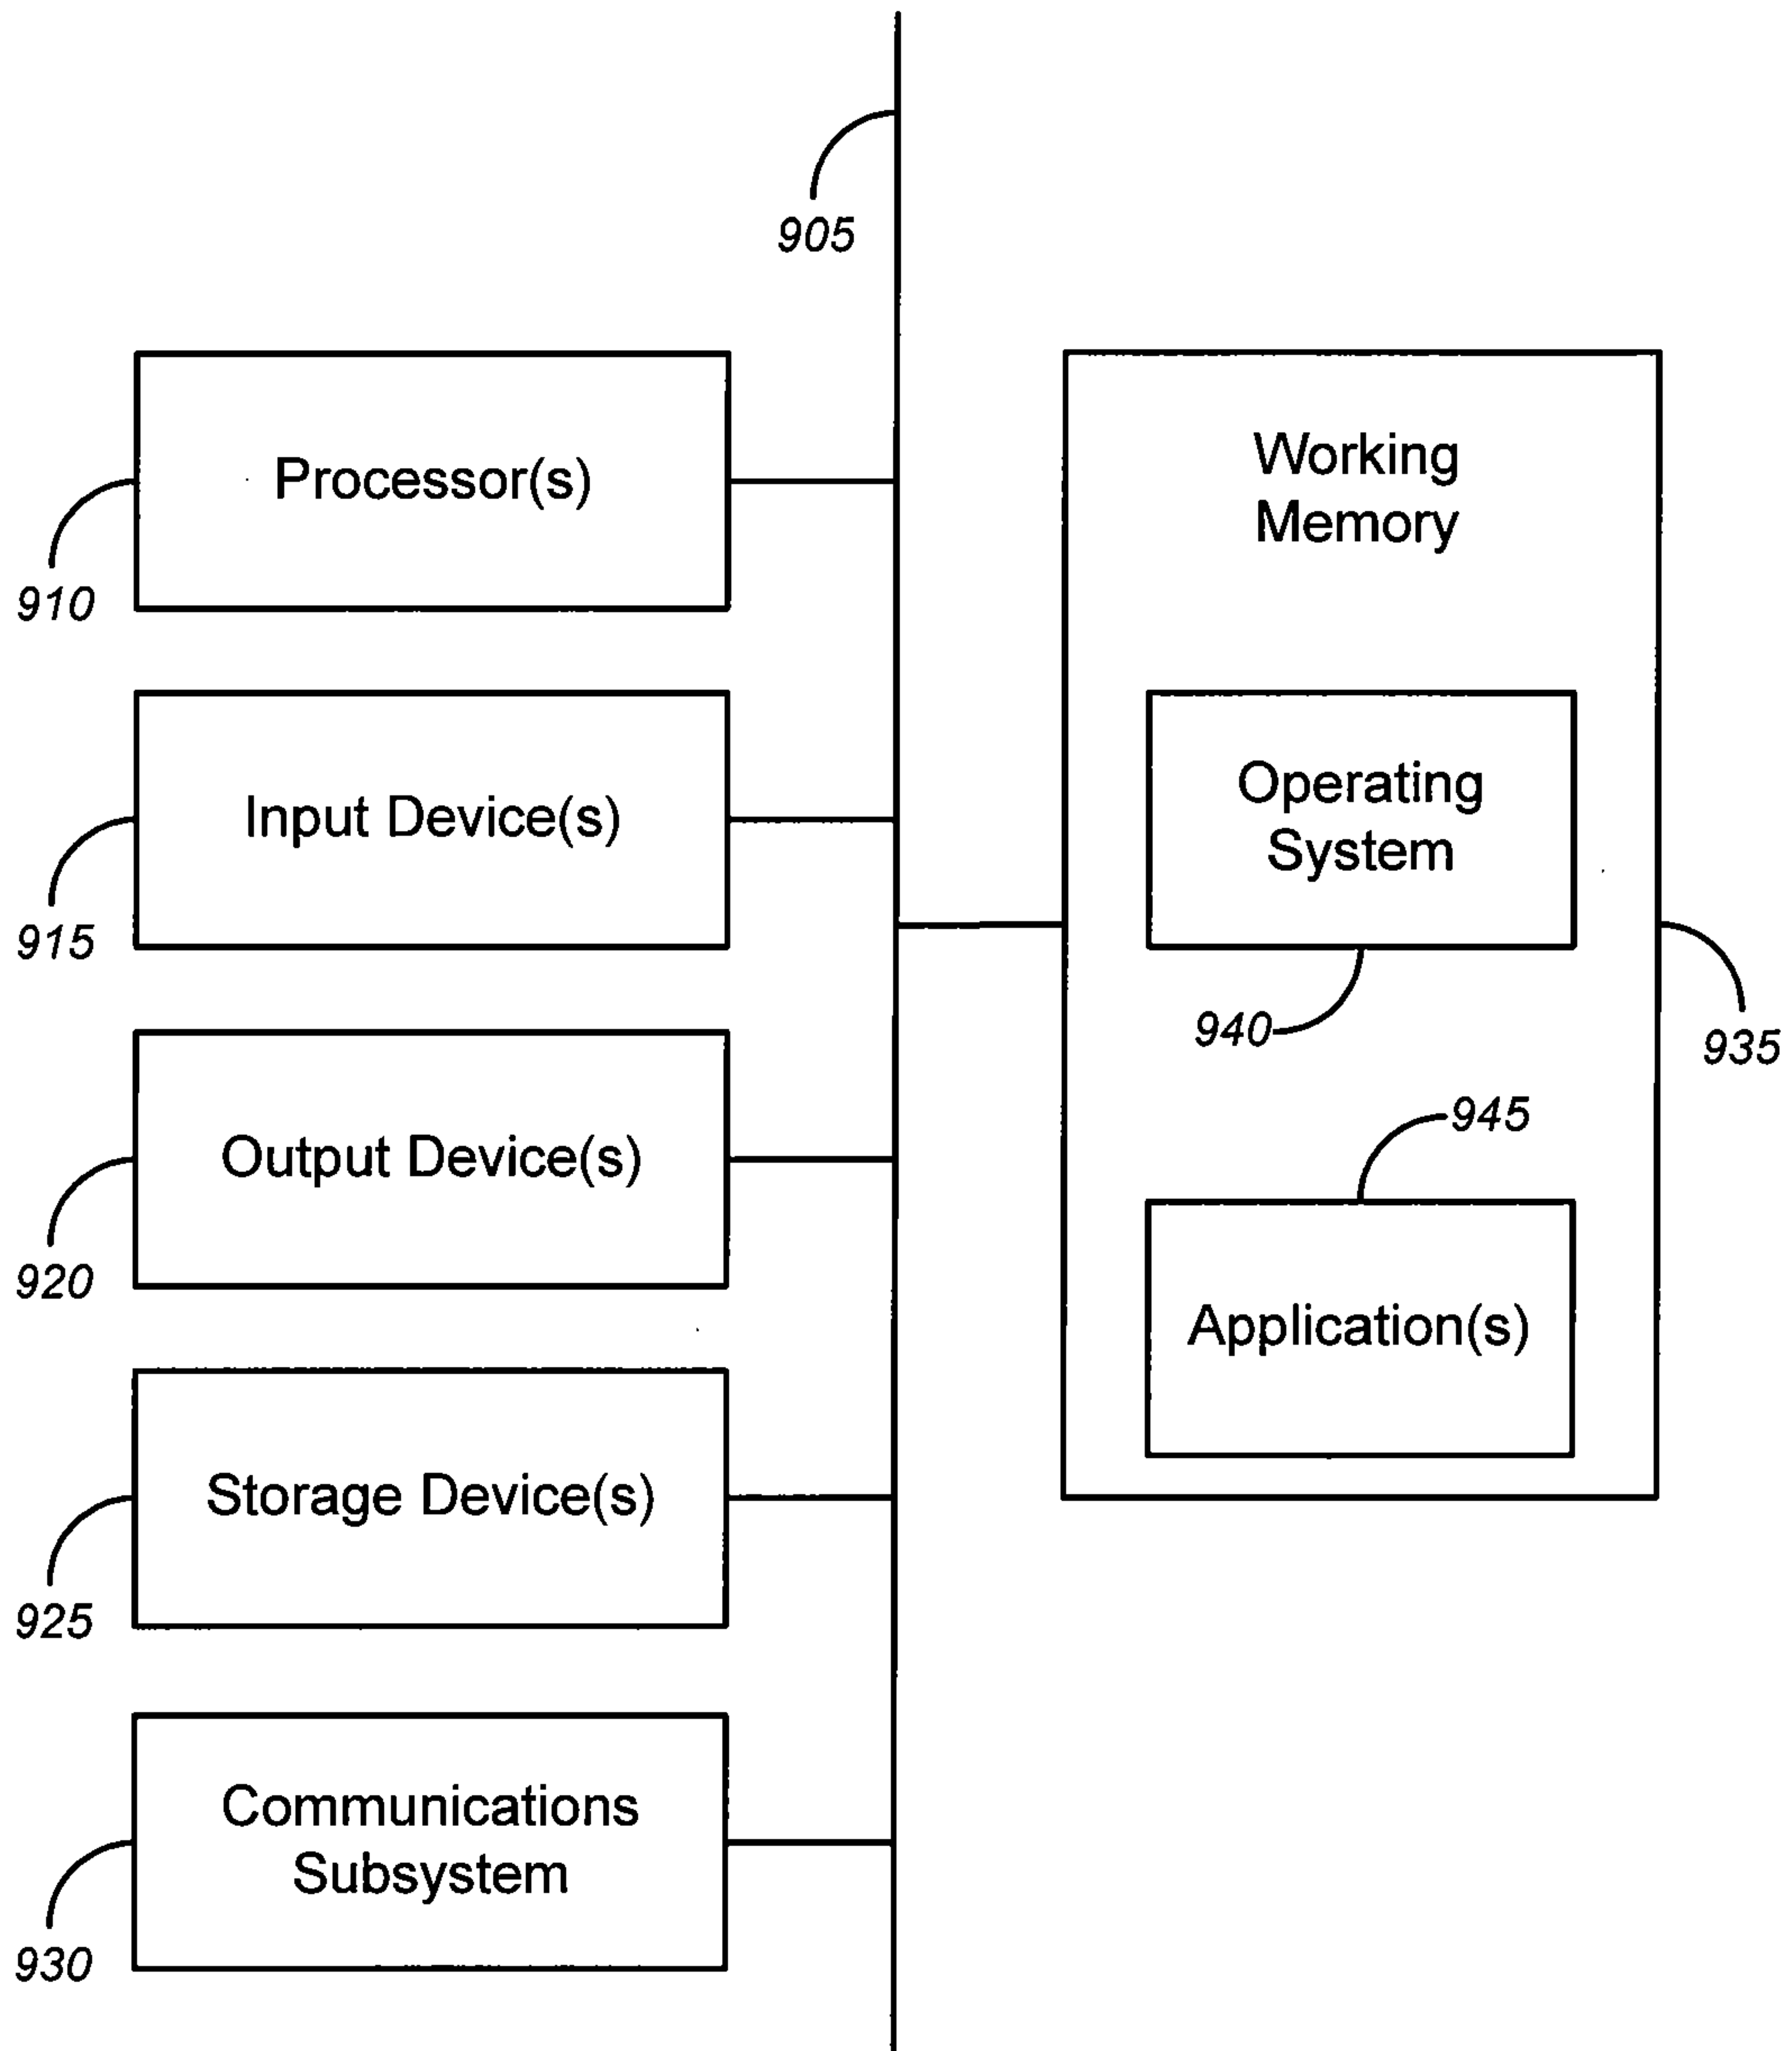 905
Processor(s)
910
Input Device(s)
915
Output Device(s)
920
Storage Device(s)
925
Communications
Subsystem
930
Working
Memory
Operating
System
940
935
945
Application(s)